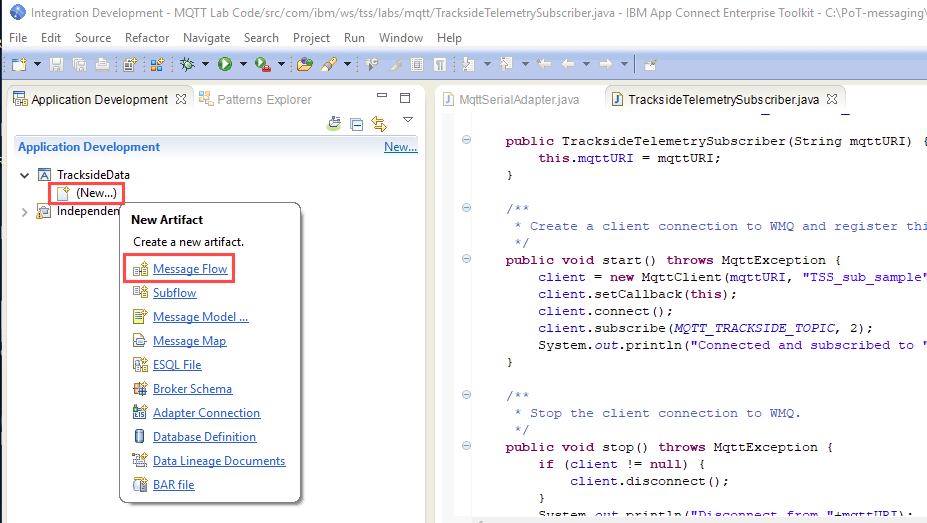 Integration Development - MQTT Lab Code/src/com/ibm/ws/tss/labs/mqtt/TracksideTelemetrySubscriber.java - IBM App Connect Enterprise Toolkit - C:\PoT-messaging\
File Edit Source Refactor Navigate Search Project Run Window Help
Application Development Patterns Explorer
Application Development New...
TracksideData
(New...)
Independen
New Artifact
Create a new artifact.
Message Flow
Subflow
Message Model ...
Message Map
ESQL File
Broker Schema
Adapter Connection
Database Definition
Data Lineage Documents
BAR file
MqttSerialAdapter.java TracksideTelemetrySubscriber.java
public TracksideTelemetrySubscriber(String mqttURI) {
this.mqttURI = mqttURI;
}
/**
* Create a client connection to WMQ and register thi
*/
public void start() throws MqttException {
client = new MqttClient(mqttURI, "TSS_sub_sample"
client.setCallback(this);
client.connect();
client.subscribe(MQTT_TRACKSIDE_TOPIC, 2);
System.out.println("Connected and subscribed to "
}
/**
* Stop the client connection to WMQ.
*/
public void stop() throws MqttException {
if (client != null) {
client.disconnect();
}
System.out.println("Disconnect from "+mqttURI);